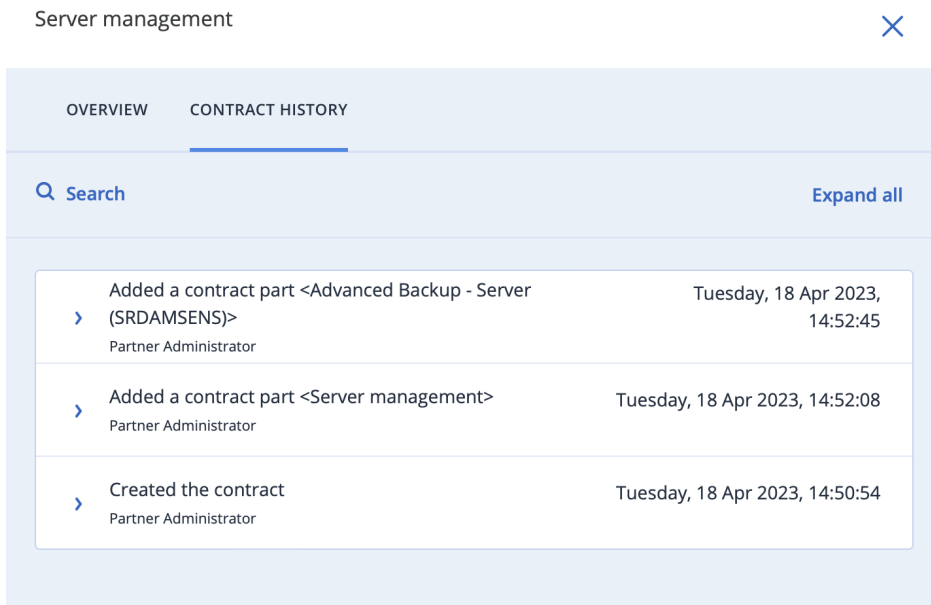 Server management
OVERVIEW CONTRACT HISTORY
Search Expand all
Added a contract part <Advanced Backup - Server
(SRDAMSENS)>
Partner Administrator
Tuesday, 18 Apr 2023,
14:52:45
Added a contract part <Server management>
Partner Administrator
Tuesday, 18 Apr 2023, 14:52:08
Created the contract
Partner Administrator
Tuesday, 18 Apr 2023, 14:50:54